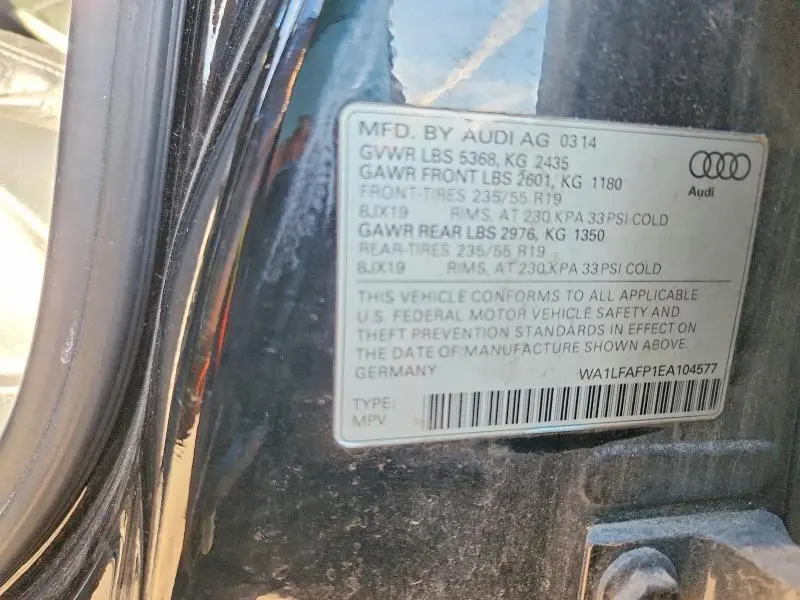 MFD. BY AUDI AG 03 14
GVWR LBS 5368, KG 2435
GAWR FRONT LBS 2601, KG 1180
FRONT-TIRES 235/55 R19
8JX19 RIMS, AT 230 KPA 33 PSI COLD
GAWR REAR LBS 2976, KG 1350
REAR-TIRES 235/55 R19
8JX19 RIMS, AT 230 KPA 33 PSI COLD
Audi
THIS VEHICLE CONFORMS TO ALL APPLICABLE
U.S. FEDERAL MOTOR VEHICLE SAFETY AND
THEFT PREVENTION STANDARDS IN EFFECT ON
THE DATE OF MANUFACTURE SHOWN ABOVE.
GERMANY WA1LFAFP1EA104577
TYPE:
MPV